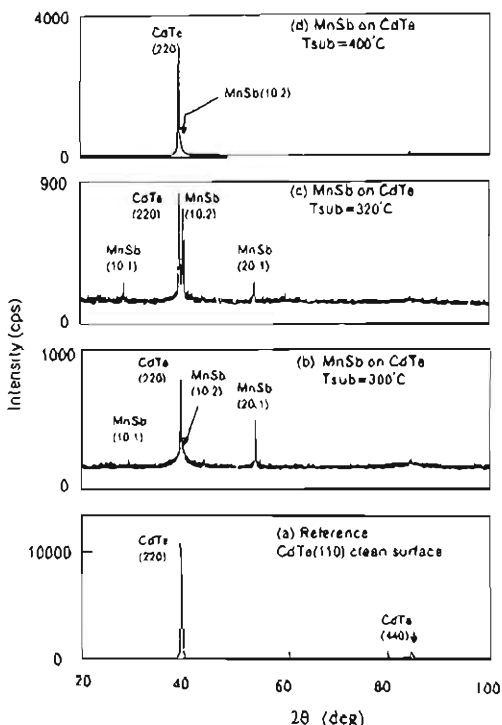 4000
CdTe
(220)
(d) MnSb on CdTe
Tsub=400°C
MnSb(10.2)
0
900
CdTe
(220)
MnSb
(10.2)
(c) MnSb on CdTe
Tsub=320°C
MnSb
(10.1)
MnSb
(20.1)
0
Intensity (cps)
1000
CdTe
(220)
MnSb
(10.2)
MnSb
(20.1)
(b) MnSb on CdTe
Tsub=300°C
MnSb
(10.1)
0
CdTe
(220)
(a) Reference
CdTe(110) clean surface
10000
CdTe
(440)
0
20
40
60
80
100
2θ (deg)